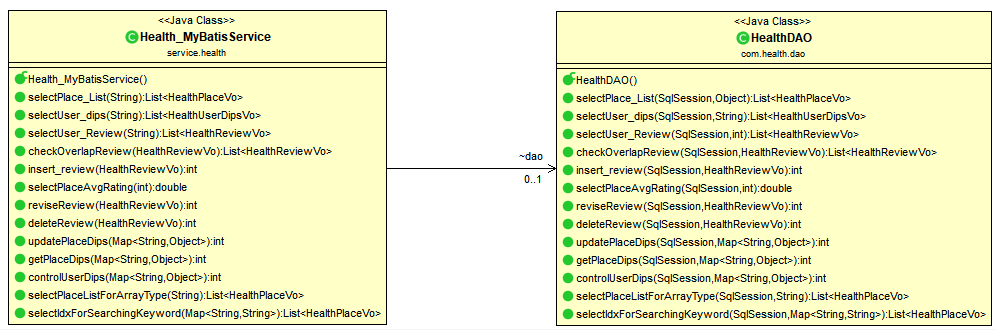 <<Java Class>>
Health_MyBatisService
service.health
Health_MyBatisService()
selectPlace_List(String):List<HealthPlaceVo>
selectUser_dips(String):List<HealthUserDipsVo>
selectUser_Review(String):List<HealthReviewVo>
checkOverlapReview(HealthReviewVo):List<HealthReviewVo>
insert_review(HealthReviewVo):int
selectPlaceAvgRating(int):double
reviseReview(HealthReviewVo):int
deleteReview(HealthReviewVo):int
updatePlaceDips(Map<String,Object>):int
getPlaceDips(Map<String,Object>):int
controlUserDips(Map<String,Object>):int
selectPlaceListForArrayType(String):List<HealthPlaceVo>
selectIdxForSearchingKeyword(Map<String,String>):List<HealthPlaceVo>
~dao
0..1
<<Java Class>>
HealthDAO
com.health.dao
HealthDAO()
selectPlace_List(SqlSession,Object):List<HealthPlaceVo>
selectUser_dips(SqlSession,String):List<HealthUserDipsVo>
selectUser_Review(SqlSession,int):List<HealthReviewVo>
checkOverlapReview(SqlSession,HealthReviewVo):List<HealthReviewVo>
insert_review(SqlSession,HealthReviewVo):int
selectPlaceAvgRating(SqlSession,int):double
reviseReview(SqlSession,HealthReviewVo):int
deleteReview(SqlSession,HealthReviewVo):int
updatePlaceDips(SqlSession,Map<String,Object>):int
getPlaceDips(SqlSession,Map<String,Object>):int
controlUserDips(SqlSession,Map<String,Object>):int
selectPlaceListForArrayType(SqlSession,String):List<HealthPlaceVo>
selectIdxForSearchingKeyword(SqlSession,Map<String,String>):List<HealthPlaceVo>